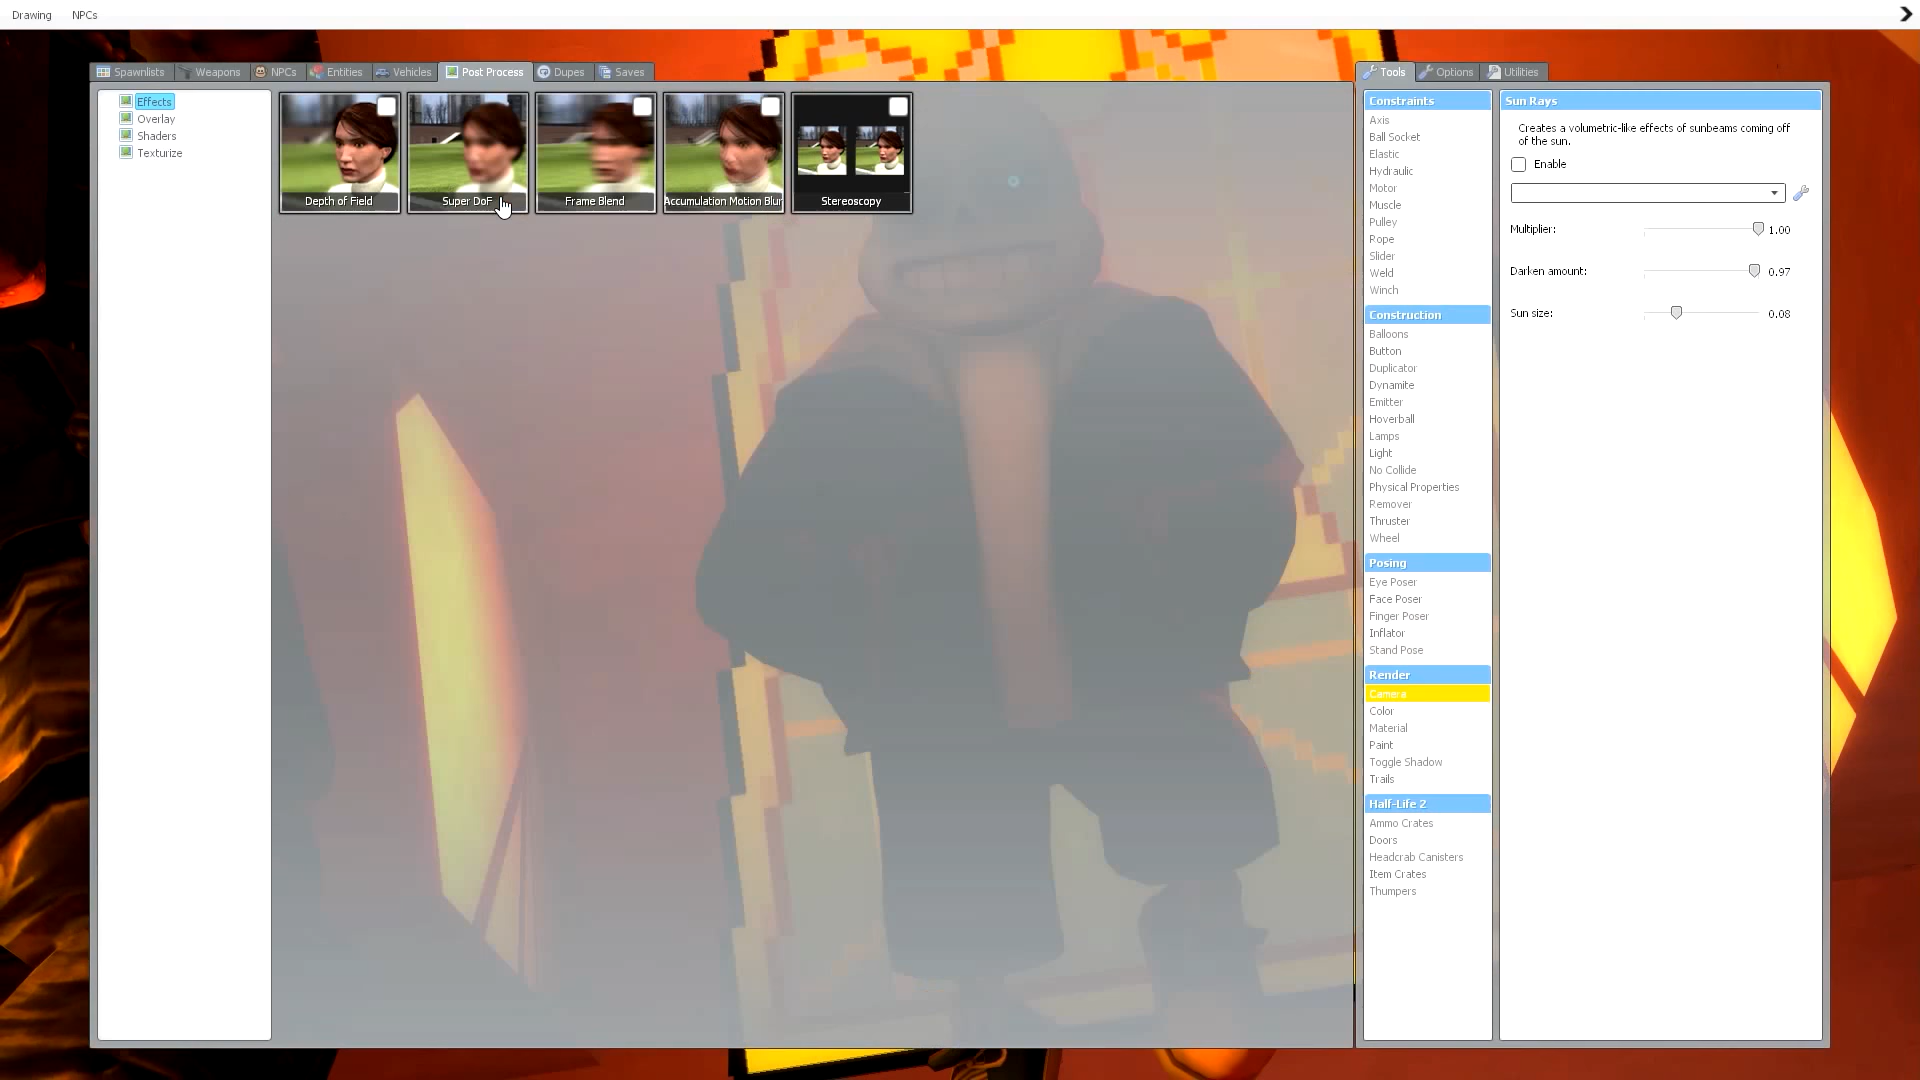 Drawing NPCs
Spawnlists Weapons NPCs Entities Vehicles Post Process Dupes Saves
Effects
Overlay
Shaders
Texturize
Depth of Field
Super DoF
Frame Blend
Accumulation Motion Blur
Stereoscopy
Tools Options Utilities
Constraints
Axis
Ball Socket
Elastic
Hydraulic
Motor
Muscle
Pulley
Rope
Slider
Weld
Winch
Construction
Balloons
Button
Duplicator
Dynamite
Emitter
Hoverball
Lamps
Light
No Collide
Physical Properties
Remover
Thruster
Wheel
Posing
Eye Poser
Face Poser
Finger Poser
Inflator
Stand Pose
Render
Camera
Color
Material
Paint
Toggle Shadow
Trails
Half-Life 2
Ammo Crates
Doors
Headcrab Canisters
Item Crates
Thumpers
Sun Rays
Creates a volumetric-like effects of sunbeams coming off
of the sun.
Enable
Multiplier: 1.00
Darken amount: 0.97
Sun size: 0.08